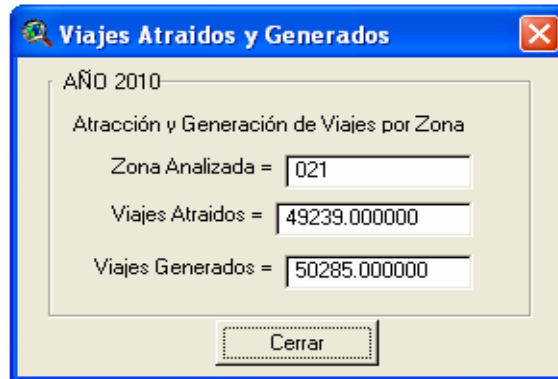 Viajes Atraidos y Generados
AÑO 2010
Atracción y Generación de Viajes por Zona
Zona Analizada = 021
Viajes Atraidos = 49239.000000
Viajes Generados = 50285.000000
Cerrar